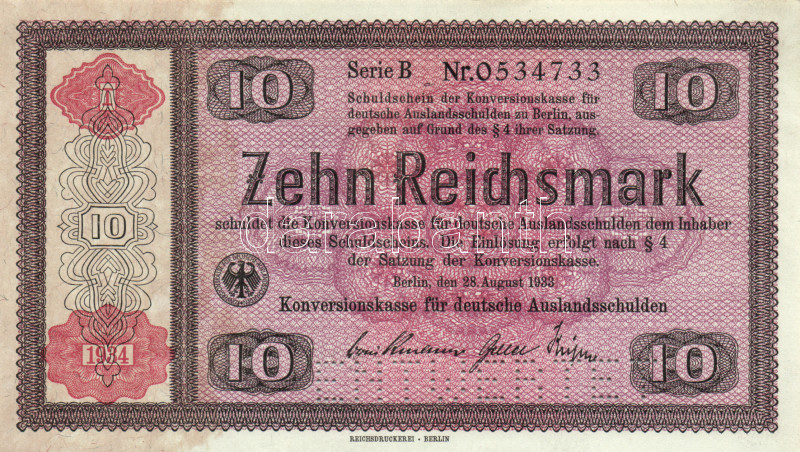 10 Serie B Nr.0534733 10
Schuldschein der Konversionskasse für
deutsche Auslandsschulden zu Berlin, aus-
gegeben auf Grund des § 4 ihrer Satzung.
Zehn Reichsmark
schuldet die Konversionskasse für deutsche Auslandsschulden dem Inhaber
dieses Schuldscheins. Die Einlösung erfolgt nach § 4
der Satzung der Konversionskasse.
Berlin, den 28. August 1933
Konversionskasse für deutsche Auslandsschulden
10
1934
10 10
REICHSDRUCKEREI - BERLIN
darabanth